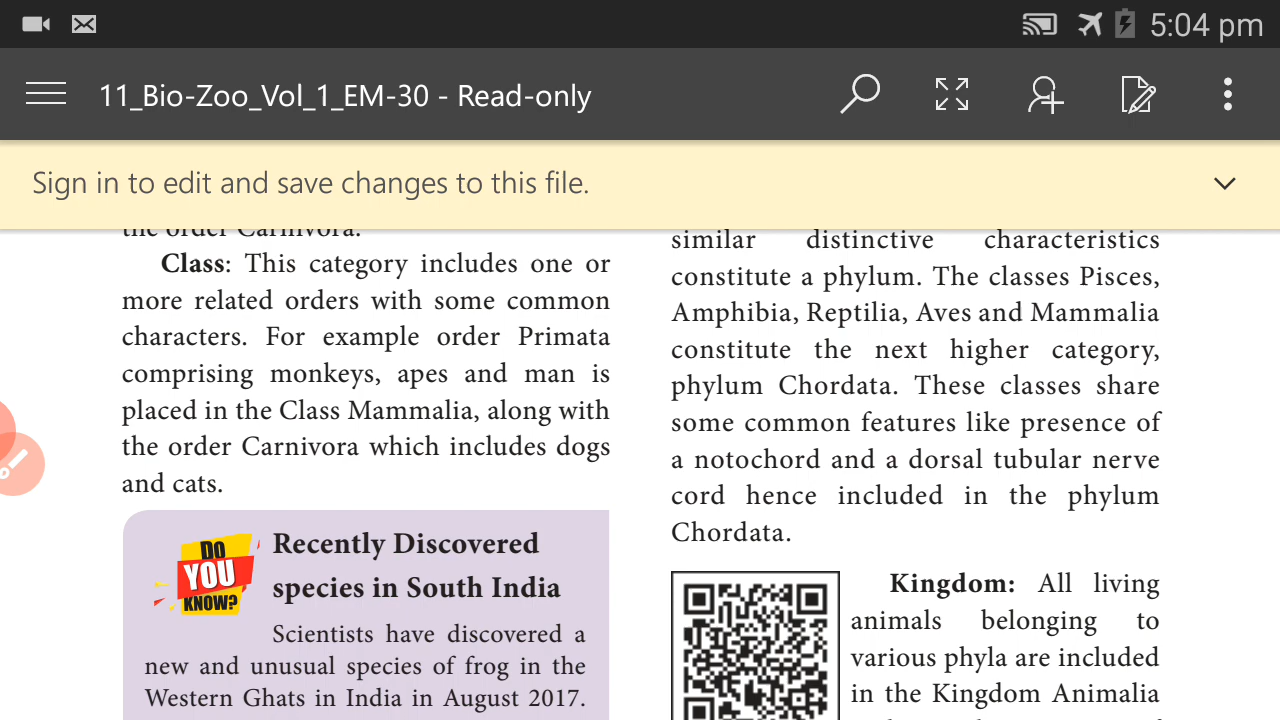 5:04 pm
11_Bio-Zoo_Vol_1_EM-30 - Read-only
Sign in to edit and save changes to this file.
the order Carnivora.
Class: This category includes one or
more related orders with some common
characters. For example order Primata
comprising monkeys, apes and man is
placed in the Class Mammalia, along with
the order Carnivora which includes dogs
and cats.
DO
YOU
KNOW?
Recently Discovered
species in South India
Scientists have discovered a
new and unusual species of frog in the
Western Ghats in India in August 2017.
similar distinctive characteristics
constitute a phylum. The classes Pisces,
Amphibia, Reptilia, Aves and Mammalia
constitute the next higher category,
phylum Chordata. These classes share
some common features like presence of
a notochord and a dorsal tubular nerve
cord hence included in the phylum
Chordata.
Kingdom: All living
animals belonging to
various phyla are included
in the Kingdom Animalia